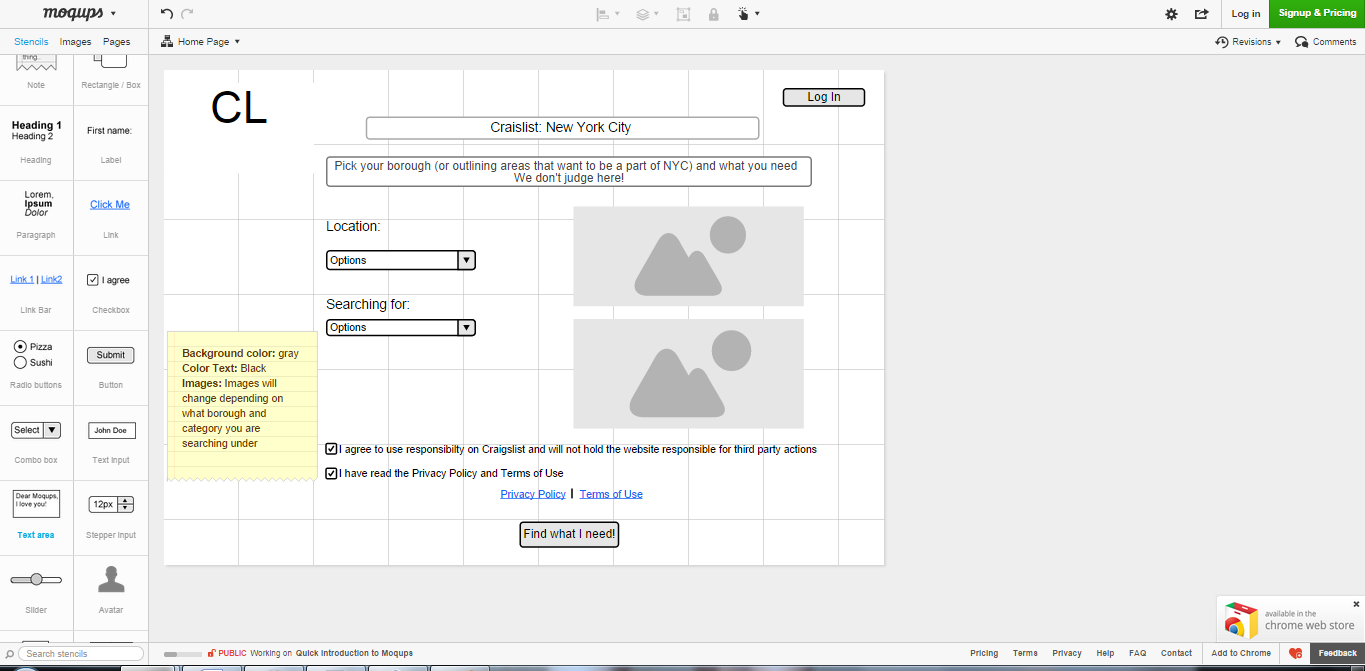 moqups
Log in
Signup & Pricing
Stencils Images Pages
Home Page
Revisions
Comments
thing.
Note
Rectangle / Box
Heading 1
Heading 2
First name:
Heading
Label
Lorem,
Ipsum
Dolor
Click Me
Paragraph
Link
Link 1 | Link2
I agree
Link Bar
Checkbox
Pizza
Sushi
Submit
Radio buttons
Button
Select
John Doe
Combo box
Text Input
Dear Moqups,
I love you!
12px
Text area
Stepper Input
Slider
Avatar
Search stencils
CL
Log In
Craislist: New York City
Pick your borough (or outlining areas that want to be a part of NYC) and what you need
We don't judge here!
Location:
Options
Searching for:
Options
Background color: gray
Color Text: Black
Images: Images will
change depending on
what borough and
category you are
searching under
I agree to use responsibilty on Craigslist and will not hold the website responsible for third party actions
I have read the Privacy Policy and Terms of Use
Privacy Policy | Terms of Use
Find what I need!
available in the
chrome web store
PUBLIC Working on Quick Introduction to Moqups
Pricing Terms Privacy Help FAQ Contact Add to Chrome Feedback